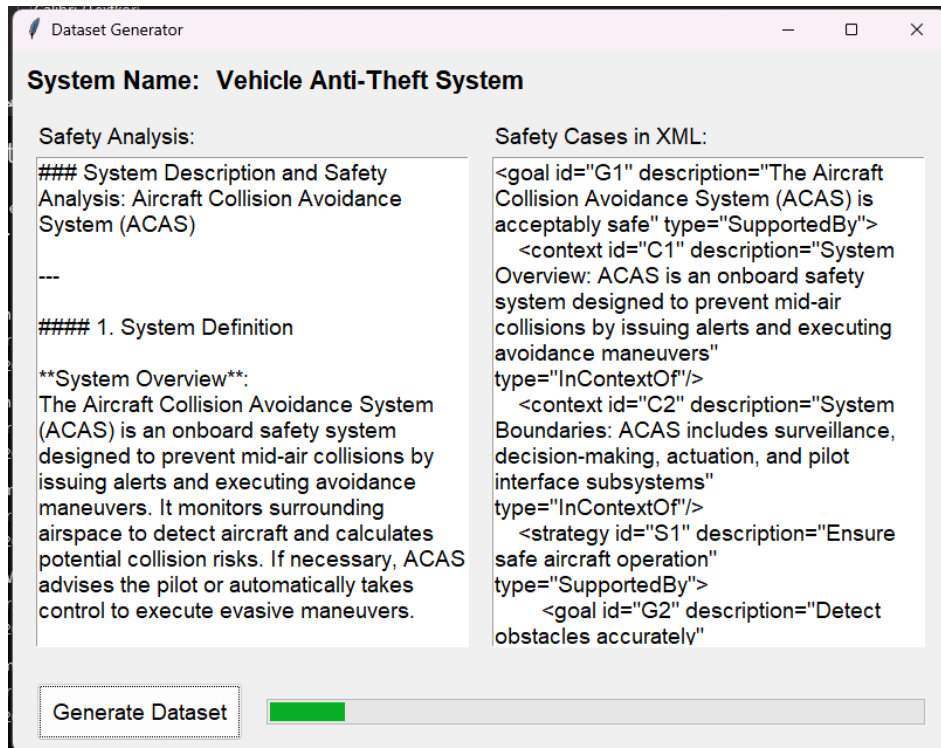 Dataset Generator
System Name: Vehicle Anti-Theft System
Safety Analysis:
### System Description and Safety
Analysis: Aircraft Collision Avoidance
System (ACAS)
---
#### 1. System Definition
**System Overview**:
The Aircraft Collision Avoidance System
(ACAS) is an onboard safety system
designed to prevent mid-air collisions by
issuing alerts and executing avoidance
maneuvers. It monitors surrounding
airspace to detect aircraft and calculates
potential collision risks. If necessary, ACAS
advises the pilot or automatically takes
control to execute evasive maneuvers.
Safety Cases in XML:
<goal id="G1" description="The Aircraft
Collision Avoidance System (ACAS) is
acceptably safe" type="SupportedBy">
<context id="C1" description="System
Overview: ACAS is an onboard safety
system designed to prevent mid-air
collisions by issuing alerts and executing
avoidance maneuvers"
type="InContextOf"/>
<context id="C2" description="System
Boundaries: ACAS includes surveillance,
decision-making, actuation, and pilot
interface subsystems"
type="InContextOf"/>
<strategy id="S1" description="Ensure
safe aircraft operation"
type="SupportedBy">
<goal id="G2" description="Detect
obstacles accurately"
Generate Dataset